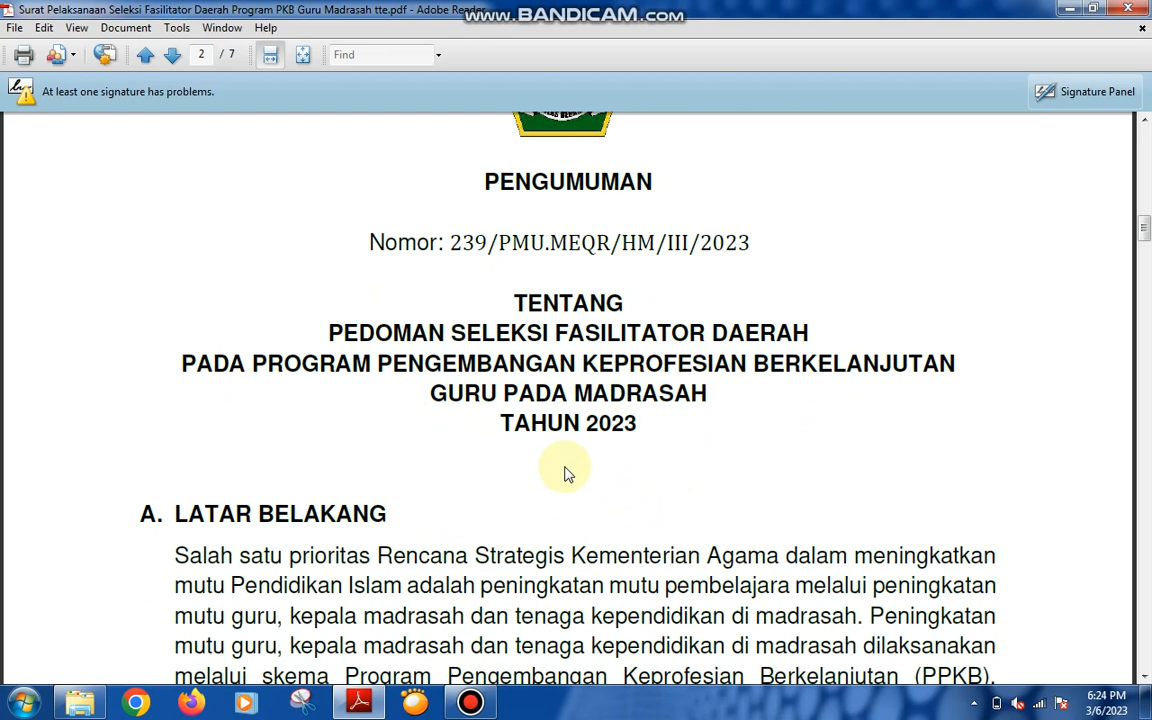 Surat Pelaksanaan Seleksi Fasilitator Daerah Program PKB Guru Madrasah tte.pdf - Adobe Reader
www.BANDICAM.com
File Edit View Document Tools Window Help
2 / 7 Find
At least one signature has problems.
Signature Panel
PENGUMUMAN
Nomor: 239/PMU.MEQR/HM/III/2023
TENTANG
PEDOMAN SELEKSI FASILITATOR DAERAH
PADA PROGRAM PENGEMBANGAN KEPROFESIAN BERKELANJUTAN
GURU PADA MADRASAH
TAHUN 2023
A. LATAR BELAKANG
Salah satu prioritas Rencana Strategis Kementerian Agama dalam meningkatkan
mutu Pendidikan Islam adalah peningkatan mutu pembelajara melalui peningkatan
mutu guru, kepala madrasah dan tenaga kependidikan di madrasah. Peningkatan
mutu guru, kepala madrasah dan tenaga kependidikan di madrasah dilaksanakan
melalui skema Program Pengembangan Keprofesian Berkelanjutan (PPKB).
6:24 PM
3/6/2023